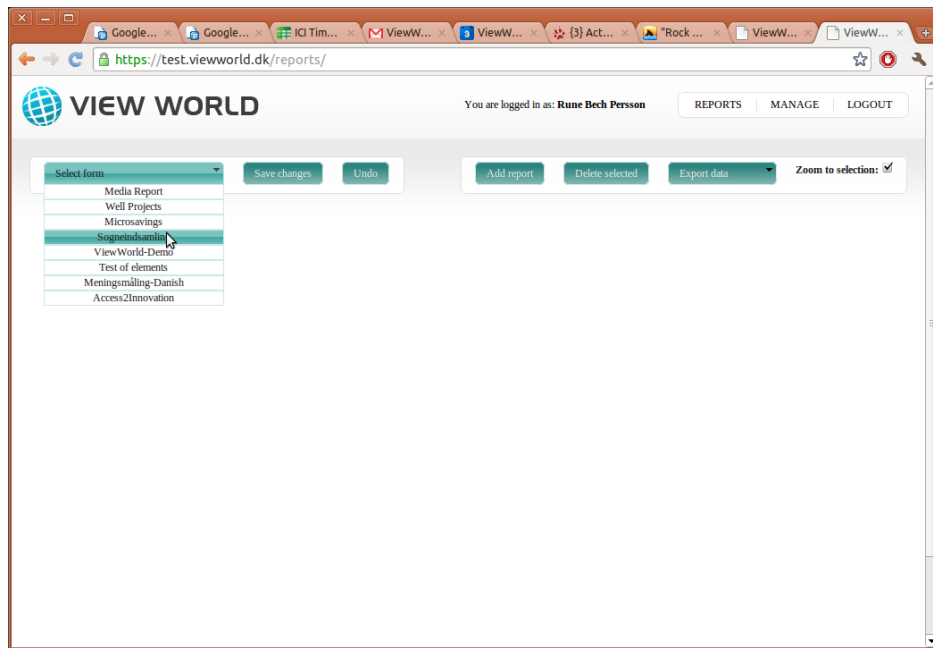 Google...
Google...
ICI Tim...
ViewW...
ViewW...
{3} Act...
"Rock ...
ViewW...
ViewW...
https://test.viewworld.dk/reports/
VIEW WORLD
You are logged in as: Rune Bech Persson
REPORTS
MANAGE
LOGOUT
Select form
Save changes
Undo
Add report
Delete selected
Export data
Zoom to selection:
Media Report
Well Projects
Microsavings
Sogneindsamlin
ViewWorld-Demo
Test of elements
Meningsmåling-Danish
Access2Innovation